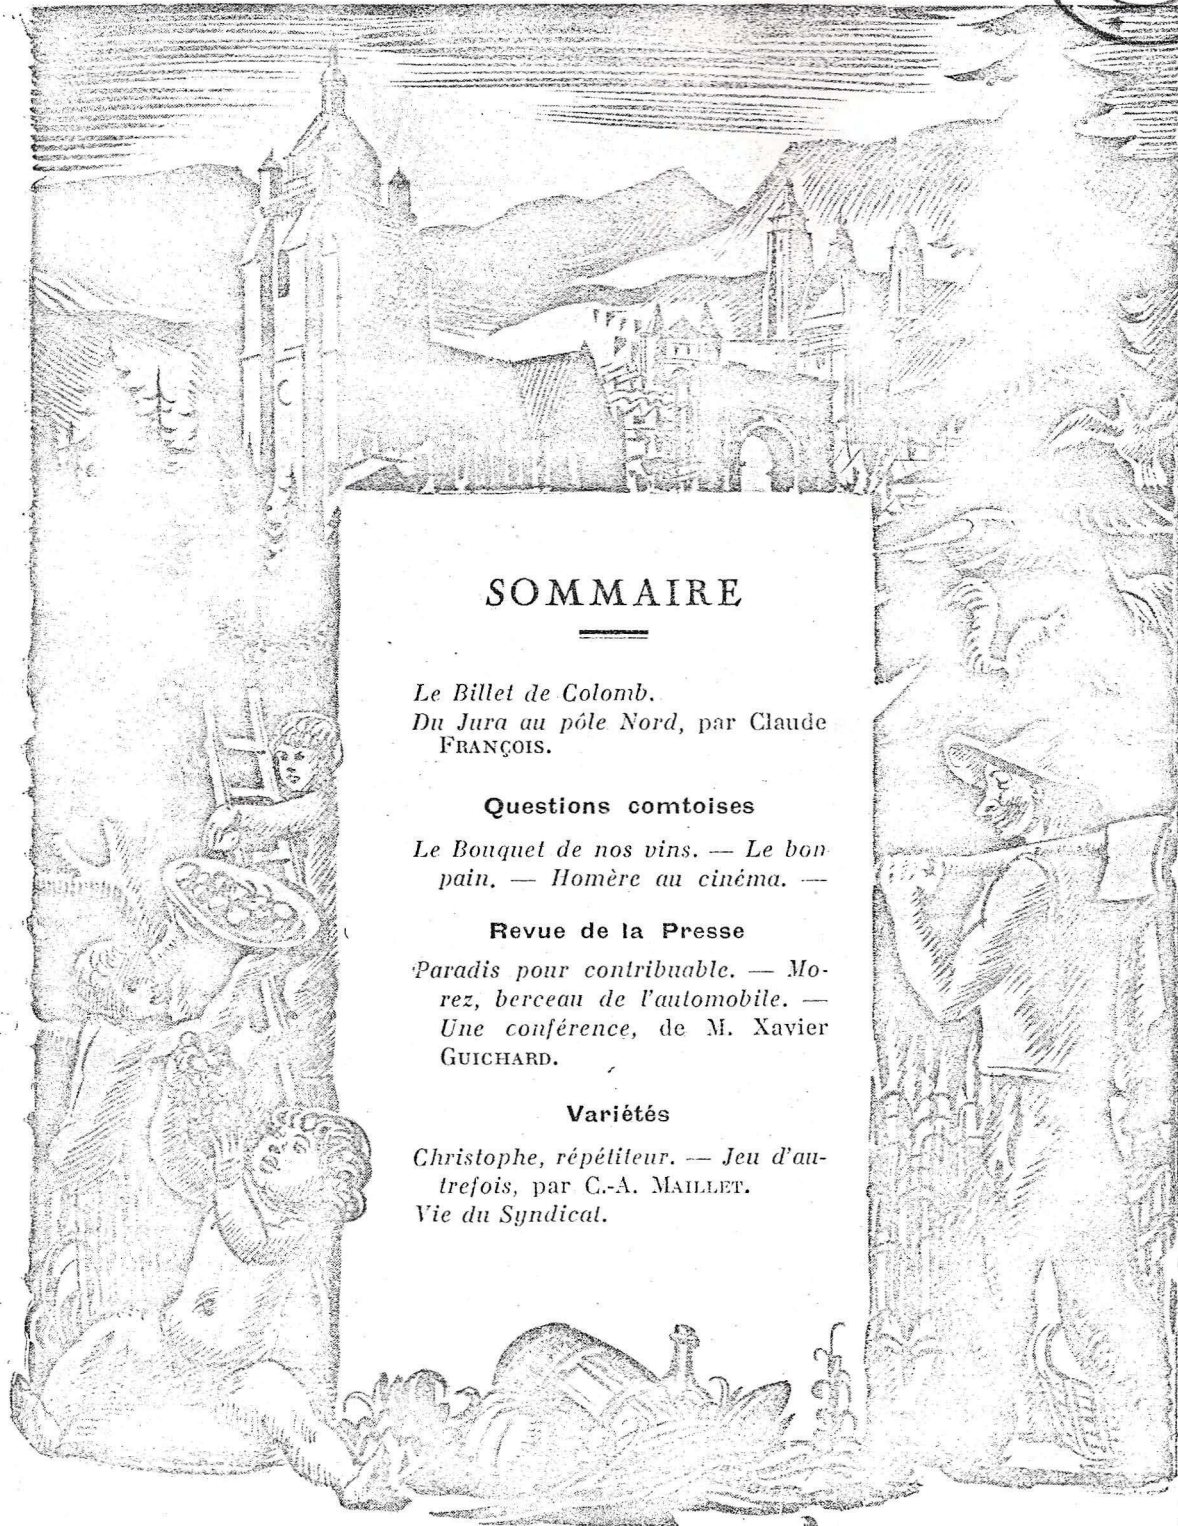 SOMMAIRE
Le Billet de Colomb.
Du Jura au pôle Nord, par Claude
FRANÇOIS.
Questions comtoises
Le Bouquet de nos vins. — Le bon
pain. — Homère au cinéma. —
Revue de la Presse
Paradis pour contribuable. — Mo-
rez, berceau de l'automobile. —
Une conférence, de M. Xavier
GUICHARD.
Variétés
Christophe, répétiteur. — Jeu d'au-
trefois, par C.-A. MAILLET.
Vie du Syndicat.